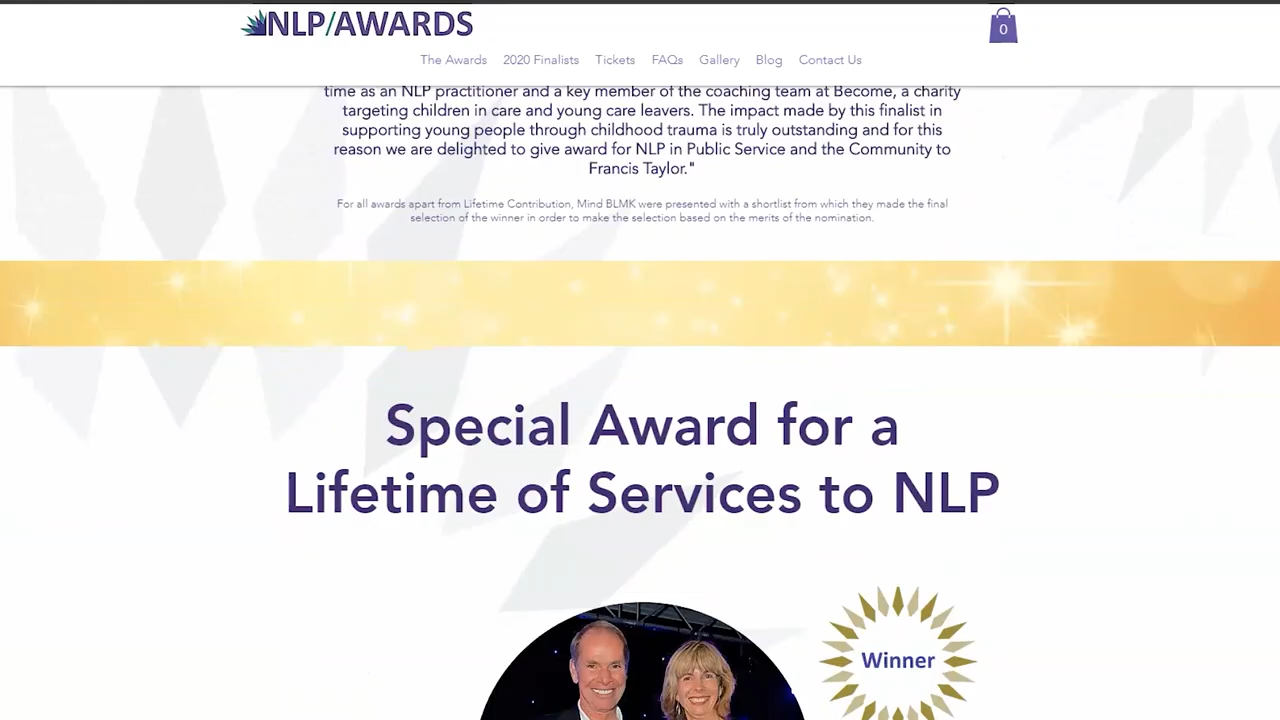 NLP/AWARDS
0
The Awards 2020 Finalists Tickets FAQs Gallery Blog Contact Us
time as an NLP practitioner and a key member of the coaching team at Become, a charity
targeting children in care and young care leavers. The impact made by this finalist in
supporting young people through childhood trauma is truly outstanding and for this
reason we are delighted to give award for NLP in Public Service and the Community to
Francis Taylor."
For all awards apart from Lifetime Contribution, Mind BLMK were presented with a shortlist from which they made the final
selection of the winner in order to make the selection based on the merits of the nomination.
Special Award for a
Lifetime of Services to NLP
Winner